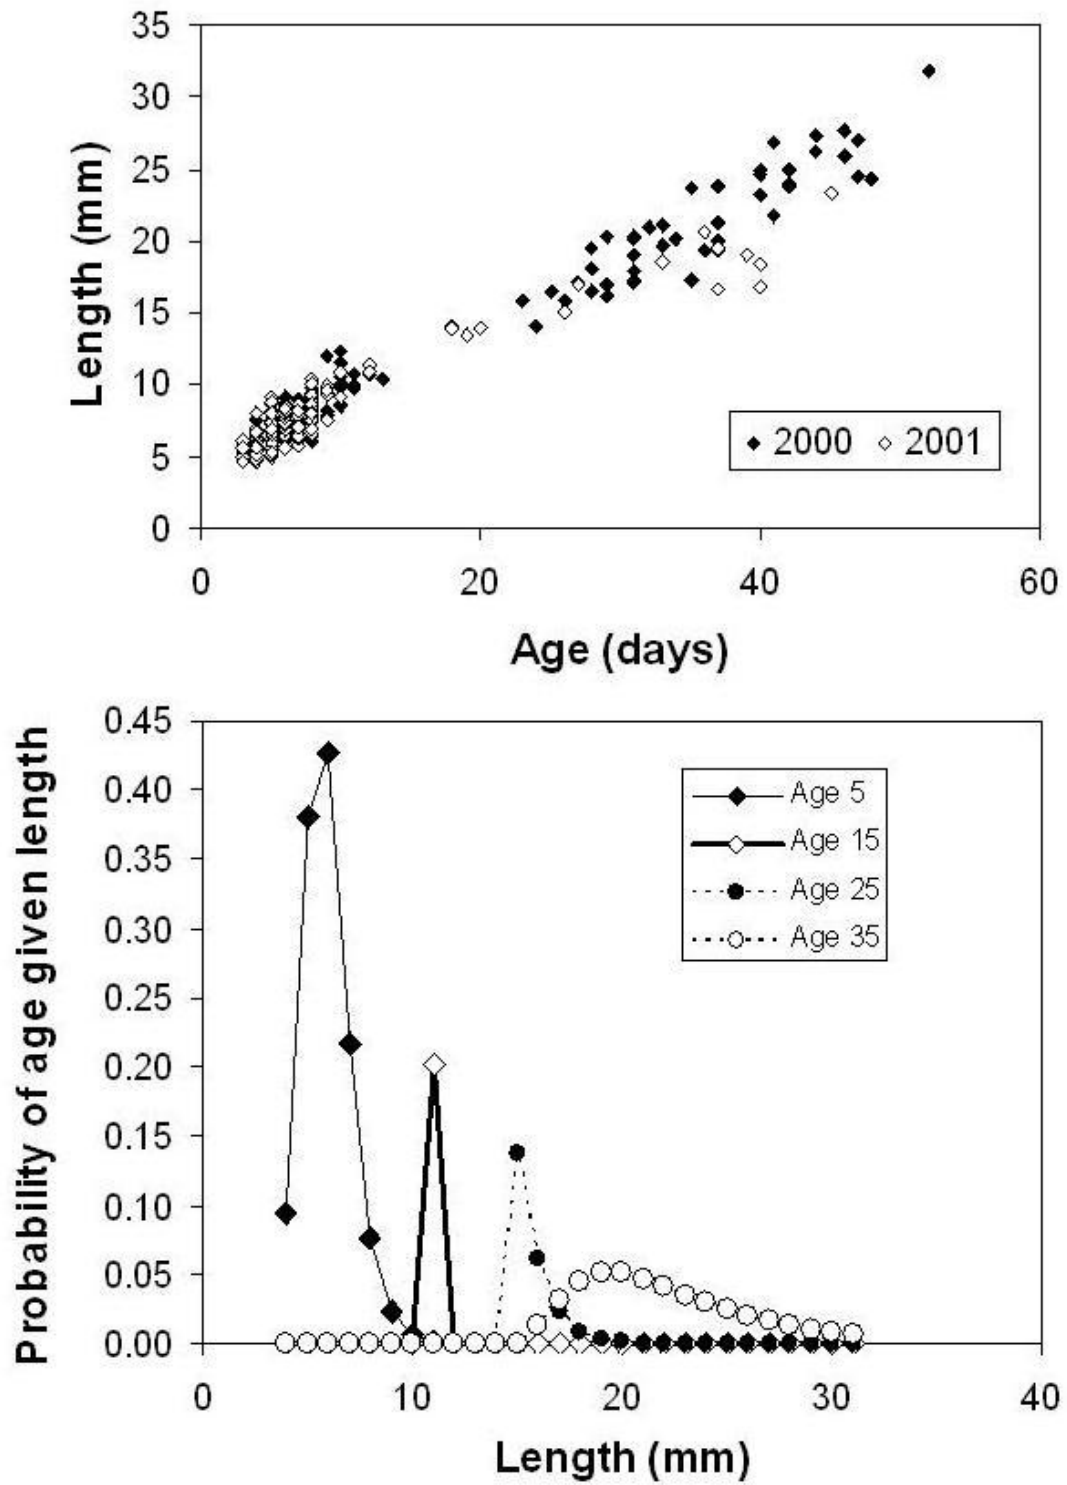 35
30
25
20
15
10
5
0
Length (mm)
2000 2001
0 20 40 60
Age (days)
0.45
0.40
0.35
0.30
0.25
0.20
0.15
0.10
0.05
0.00
Probability of age given length
Age 5
Age 15
Age 25
Age 35
0 10 20 30 40
Length (mm)